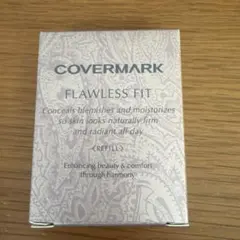 COVERMARK
FLAWLESS FIT
Conceals blemishes and moisturizes
so skin looks naturally firm
and radiant all day
<REFILL>
Enhancing beauty & comfort
through harmony